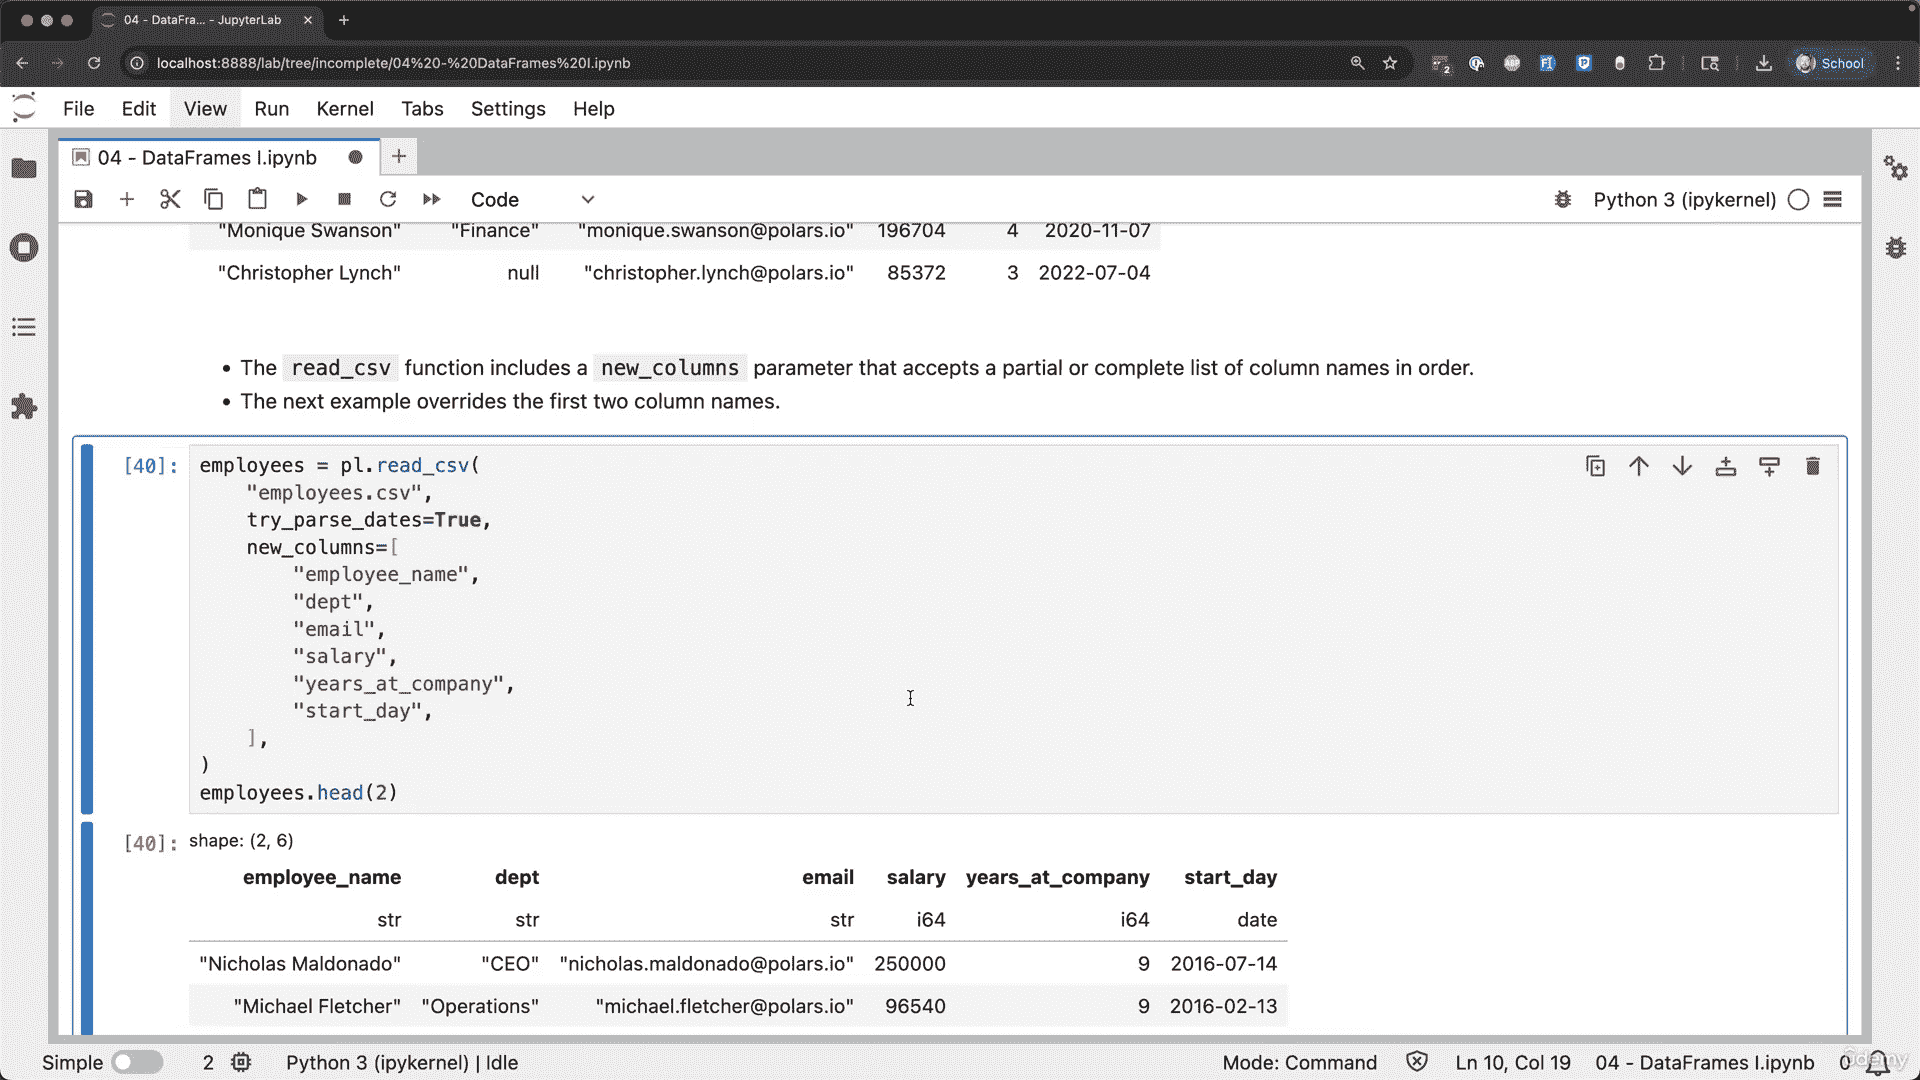 04 - DataFra... - JupyterLab
localhost:8888/lab/tree/incomplete/04%20-%20DataFrames%20I.ipynb
2
School
File Edit View Run Kernel Tabs Settings Help
04 - DataFrames I.ipynb
Code
Python 3 (ipykernel)
"Monique Swanson" "Finance" "monique.swanson@polars.io" 196704 4 2020-11-07
"Christopher Lynch" null "christopher.lynch@polars.io" 85372 3 2022-07-04
• The read_csv function includes a new_columns parameter that accepts a partial or complete list of column names in order.
• The next example overrides the first two column names.
[40]: employees = pl.read_csv(
"employees.csv",
try_parse_dates=True,
new_columns=[
"employee_name",
"dept",
"email",
"salary",
"years_at_company",
"start_day",
],
)
employees.head(2)
[40]: shape: (2, 6)
employee_name dept email salary years_at_company start_day
str str str i64 i64 date
"Nicholas Maldonado" "CEO" "nicholas.maldonado@polars.io" 250000 9 2016-07-14
"Michael Fletcher" "Operations" "michael.fletcher@polars.io" 96540 9 2016-02-13
Simple 2 Python 3 (ipykernel) | Idle Mode: Command Ln 10, Col 19 04 - DataFrames I.ipynb 0
Udemy